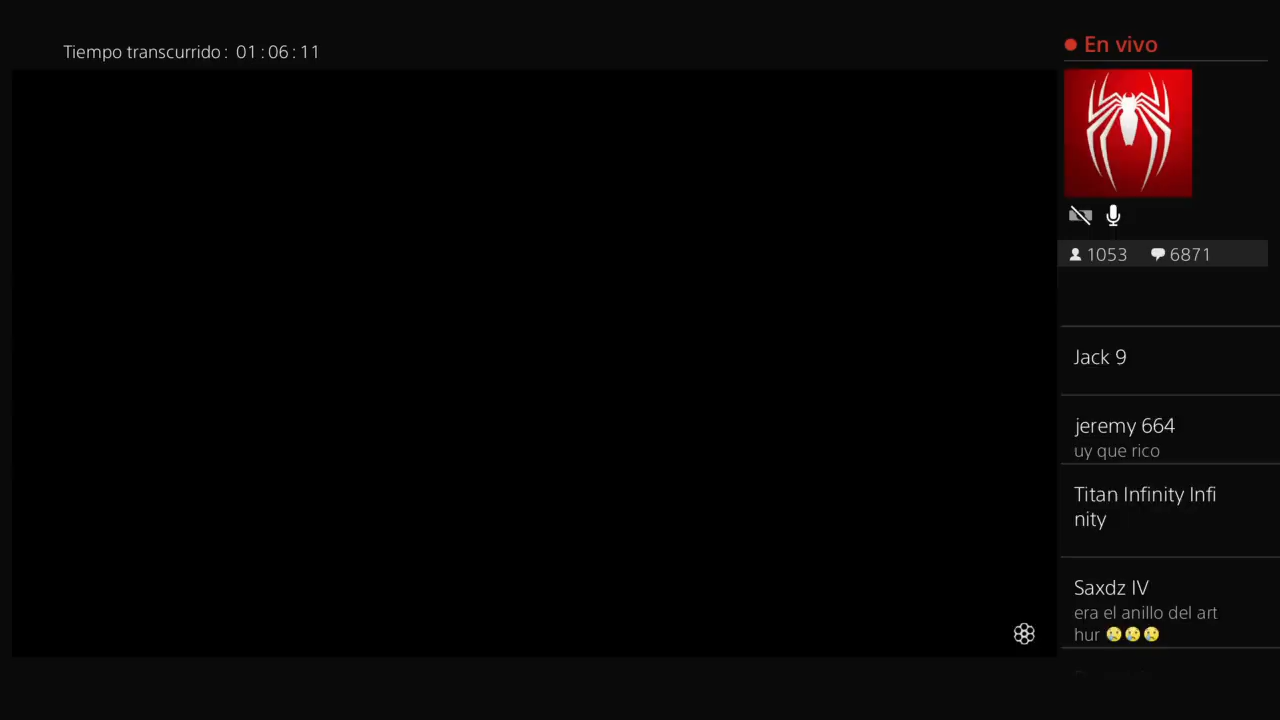 Tiempo transcurrido: 01:06:11
En vivo
1053 6871
Jack 9
jeremy 664
uy que rico
Titan Infinity Infi
nity
Saxdz IV
era el anillo del art
hur 😢😢😢